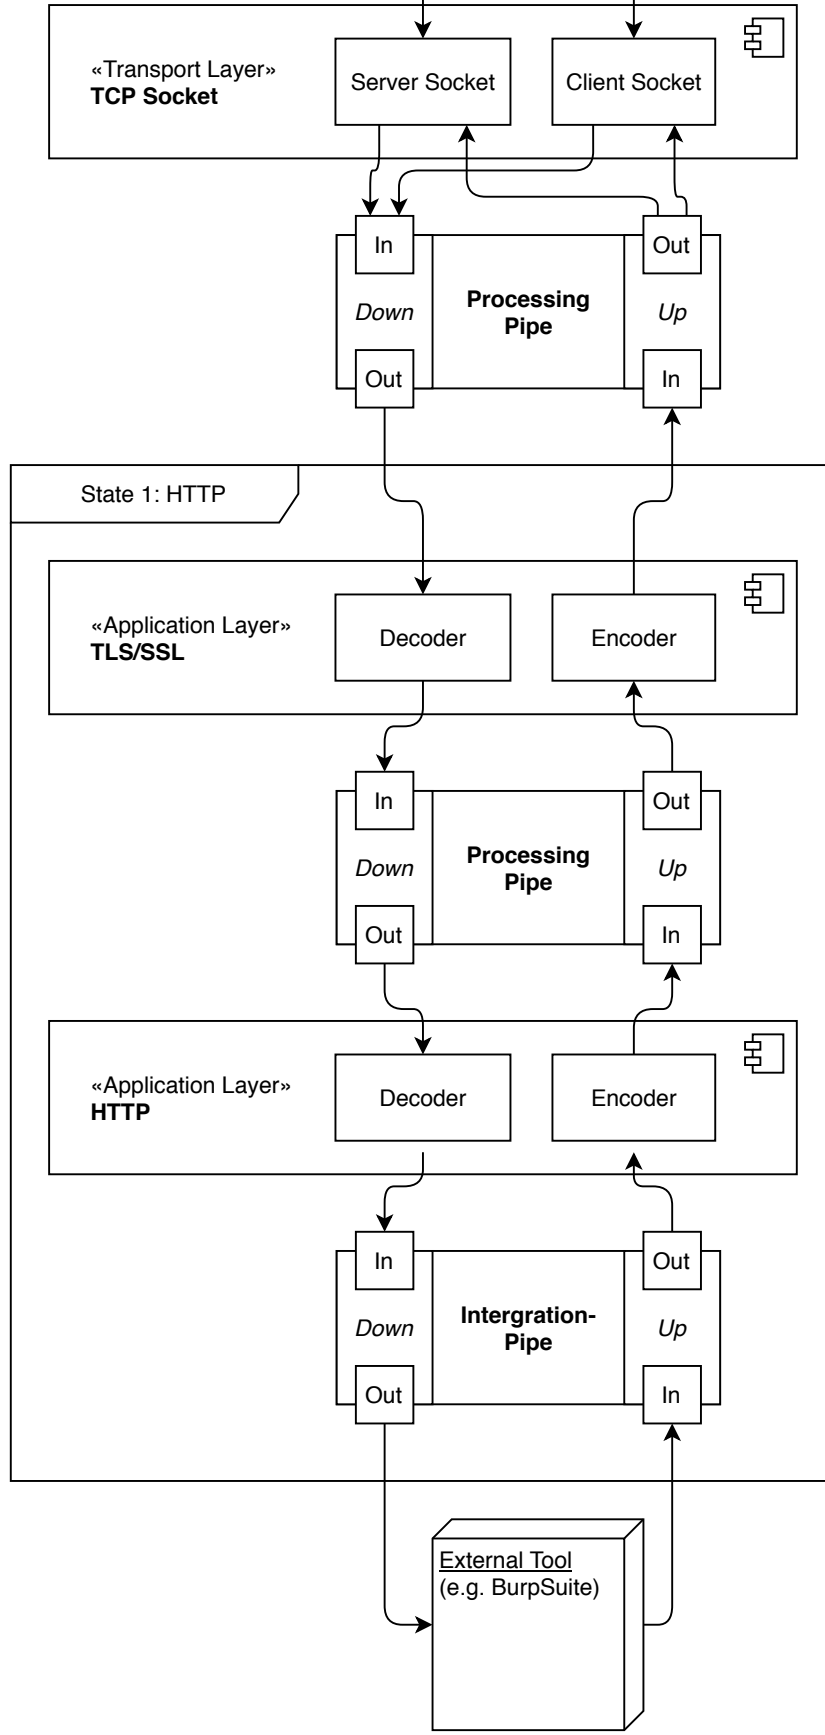 «Transport Layer»
TCP Socket
Server Socket
Client Socket
In
Out
Down
Processing
Pipe
Up
Out
In
State 1: HTTP
«Application Layer»
TLS/SSL
Decoder
Encoder
In
Out
Down
Processing
Pipe
Up
Out
In
«Application Layer»
HTTP
Decoder
Encoder
In
Out
Down
Intergration-
Pipe
Up
Out
In
External Tool
(e.g. BurpSuite)